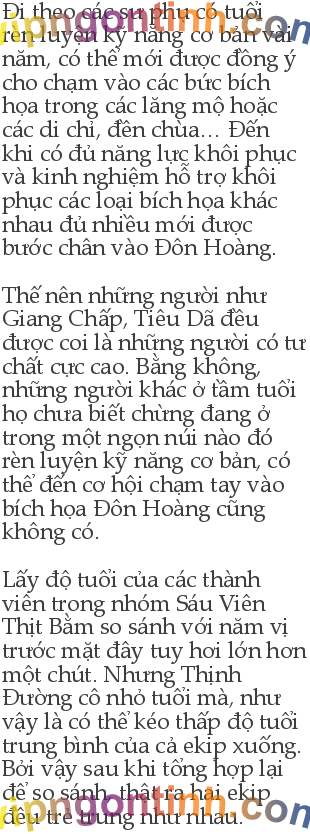 Đi theo các sư phụ có tuổi
rèn luyện kỹ năng cơ bản vài
năm, có thể mới được đồng ý
cho chạm vào các bức bích
họa trong các lăng mộ hoặc
các di chỉ, đền chùa... Đến
khi có đủ năng lực khôi phục
và kinh nghiệm hỗ trợ khôi
phục các loại bích họa khác
nhau đủ nhiều mới được
bước chân vào Đôn Hoàng.
Thế nên những người như
Giang Chấp, Tiêu Dã đều
được coi là những người có tư
chất cực cao. Bằng không,
những người khác ở tầm tuổi
họ chưa biết chừng đang ở
trong một ngọn núi nào đó
rèn luyện kỹ năng cơ bản, có
thể đến cơ hội chạm tay vào
bích họa Đôn Hoàng cũng
không có.
Lấy độ tuổi của các thành
viên trong nhóm Sáu Viên
Thịt Bằm so sánh với năm vị
trước mặt đây tuy hơi lớn hơn
một chút. Nhưng Thịnh
Đường cô nhỏ tuổi mà, như
vậy là có thể kéo thấp độ tuổi
trung bình của cả ekip xuống.
Bởi vậy sau khi tổng hợp lại
để so sánh, thật ra hai ekip
đều trẻ trung như nhau.
vipngontinh.com
vipngontinh.com